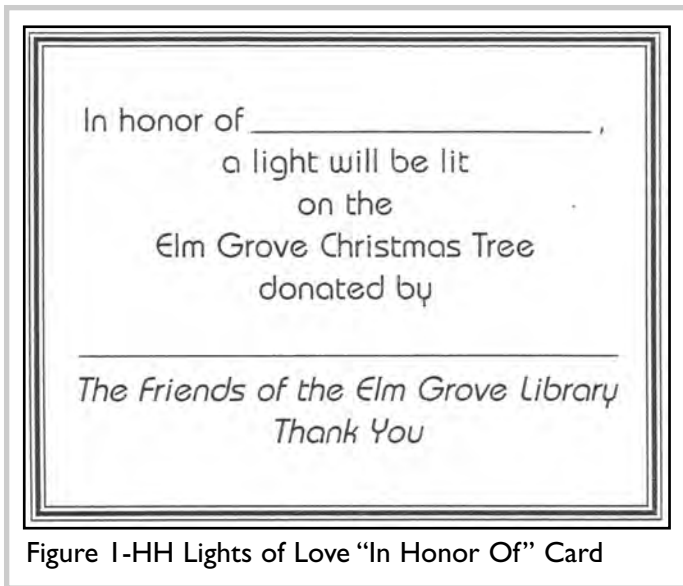 In honor of ____________________,
a light will be lit
on the
Elm Grove Christmas Tree
donated by
The Friends of the Elm Grove Library
Thank You
Figure 1-HH Lights of Love “In Honor Of” Card